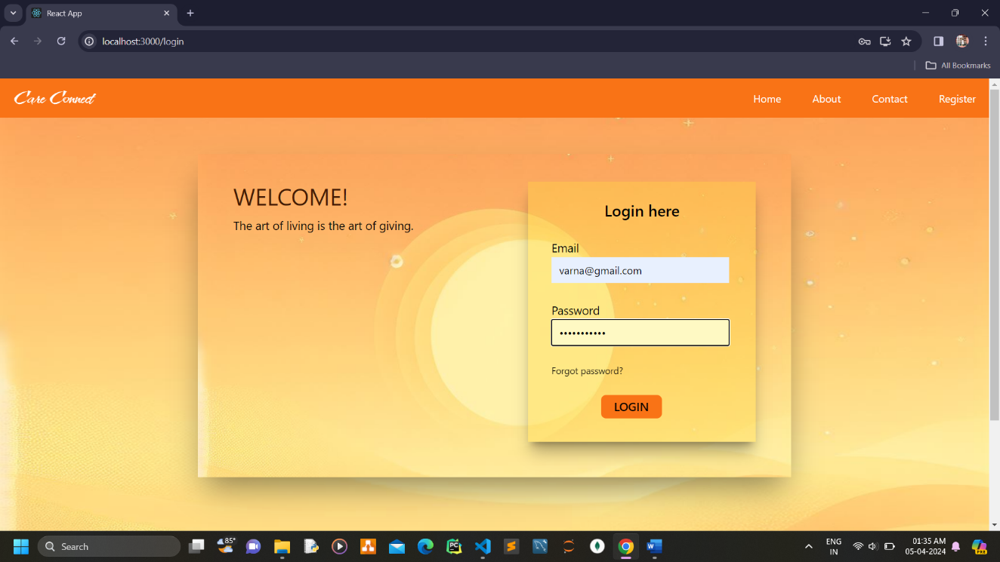 React App
localhost:3000/login
All Bookmarks
Care Connect
Home
About
Contact
Register
WELCOME!
The art of living is the art of giving.
Login here
Email
varna@gmail.com
Password
•••••••••••
Forgot password?
LOGIN
85°
Search
PC
ENG
IN
01:35 AM
05-04-2024
PRE